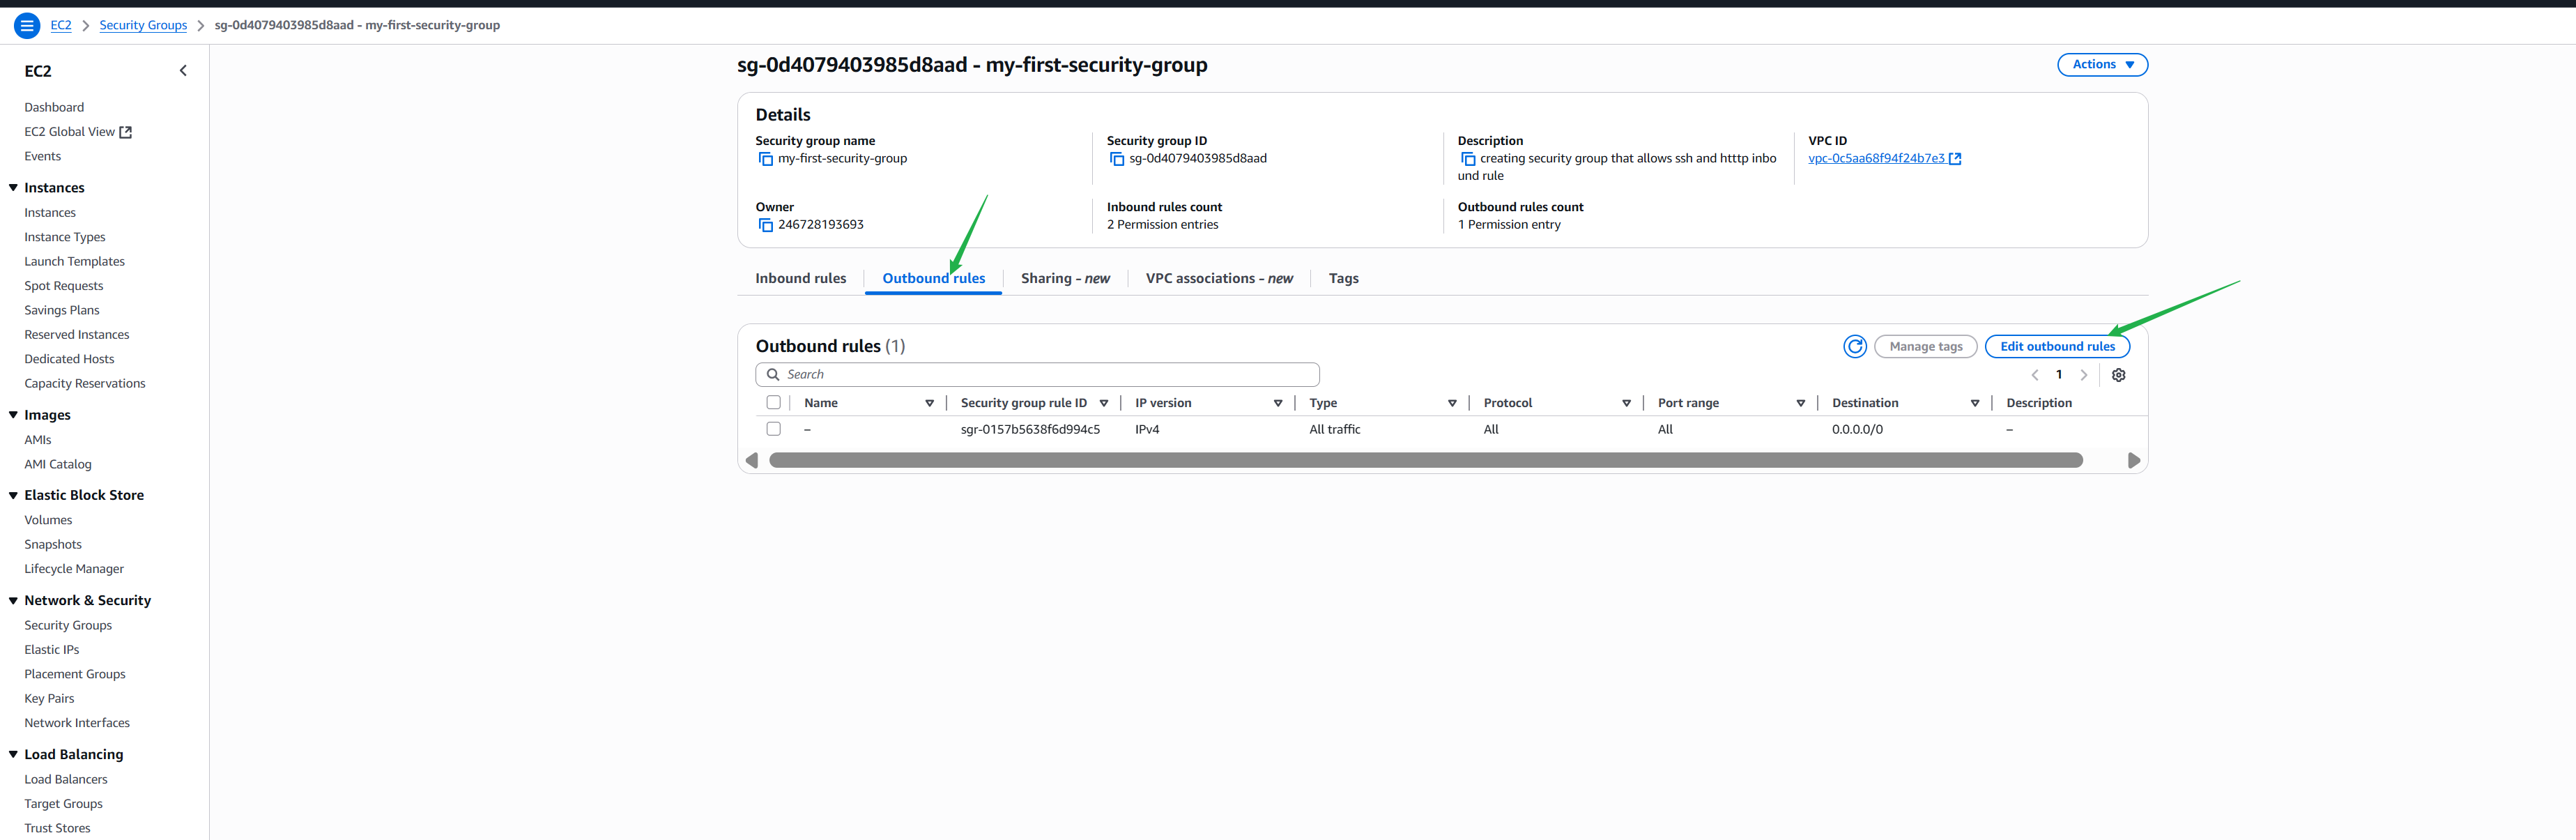 EC2 > Security Groups > sg-0d4079403985d8aad - my-first-security-group
EC2
Dashboard
EC2 Global View
Events
Instances
Instances
Instance Types
Launch Templates
Spot Requests
Savings Plans
Reserved Instances
Dedicated Hosts
Capacity Reservations
Images
AMIs
AMI Catalog
Elastic Block Store
Volumes
Snapshots
Lifecycle Manager
Network & Security
Security Groups
Elastic IPs
Placement Groups
Key Pairs
Network Interfaces
Load Balancing
Load Balancers
Target Groups
Trust Stores
sg-0d4079403985d8aad - my-first-security-group
Actions
Details
Security group name
my-first-security-group
Security group ID
sg-0d4079403985d8aad
Description
creating security group that allows ssh and htttp inbo
und rule
VPC ID
vpc-0c5aa68f94f24b7e3
Owner
246728193693
Inbound rules count
2 Permission entries
Outbound rules count
1 Permission entry
Inbound rules Outbound rules Sharing - new VPC associations - new Tags
Outbound rules (1)
Manage tags Edit outbound rules
Search
1
Name Security group rule ID IP version Type Protocol Port range Destination Description
– sgr-0157b5638f6d994c5 IPv4 All traffic All All 0.0.0.0/0 –